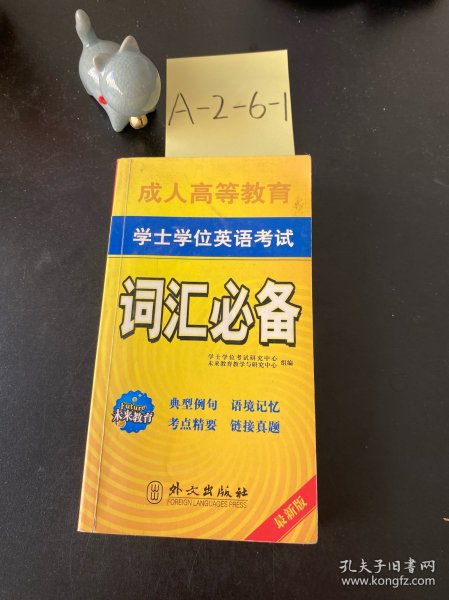 A-2-6-1
成人高等教育
学士学位英语考试
词汇必备
学士学位考试研究中心
未来教育教学与研究中心 组编
Future
未来教育
典型例句 语境记忆
考点精要 链接真题
外文出版社
FOREIGN LANGUAGES PRESS
最新版
孔夫子旧书网
www.kongfz.com